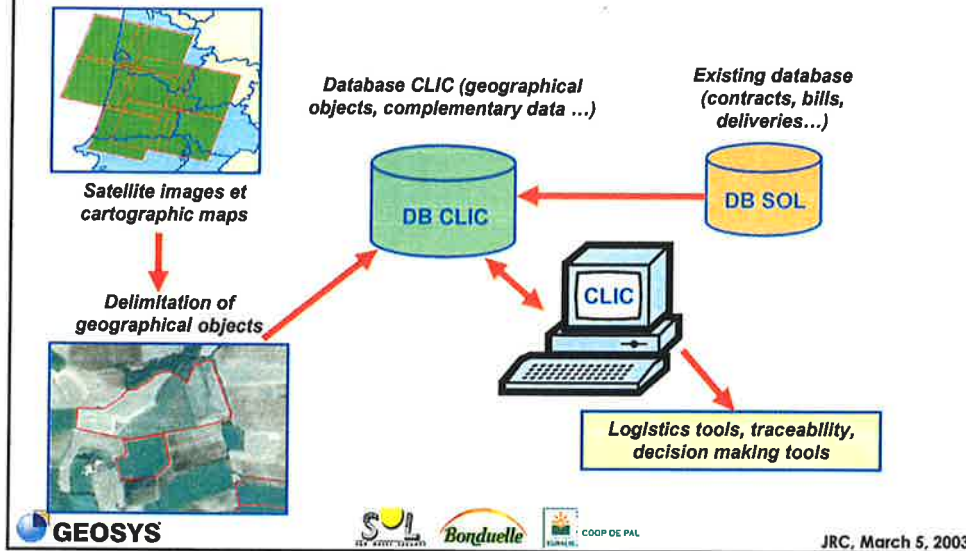 Database CLIC (geographical
objects, complementary data ...)
Existing database
(contracts, bills,
deliveries...)
Satellite images et
cartographic maps
DB CLIC
DB SOL
CLIC
Delimitation of
geographical objects
Logistics tools, traceability,
decision making tools
GEOSYS
SOL
Bonduelle
COOP DE PAL
JRC, March 5, 2003